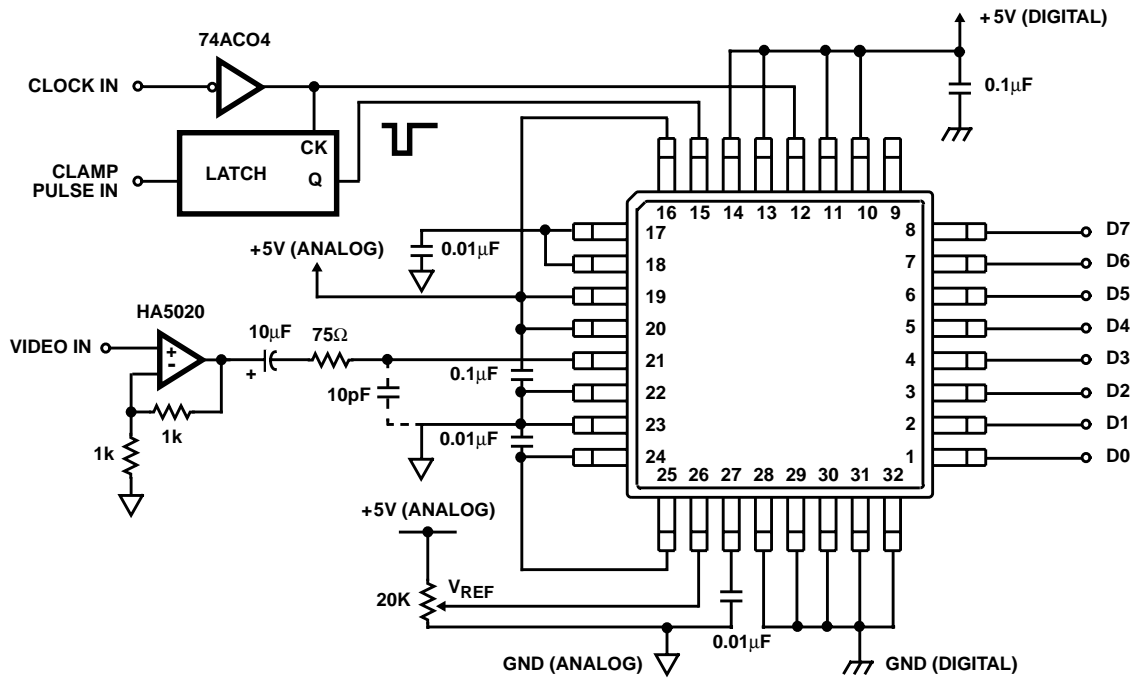 +5V (DIGITAL)
74ACO4
CLOCK IN
0.1μF
CK
CLAMP
PULSE IN
LATCH
Q
16 15 14 13 12 11 10 9
17
18
19
20
21
22
23
24
8
7
6
5
4
3
2
1
25 26 27 28 29 30 31 32
D7
D6
D5
D4
D3
D2
D1
D0
+5V (ANALOG)
0.01μF
HA5020
VIDEO IN
+
-
10μF
+
75Ω
10pF
0.1μF
0.01μF
1k
1k
+5V (ANALOG)
20K
VREF
0.01μF
GND (ANALOG)
GND (DIGITAL)